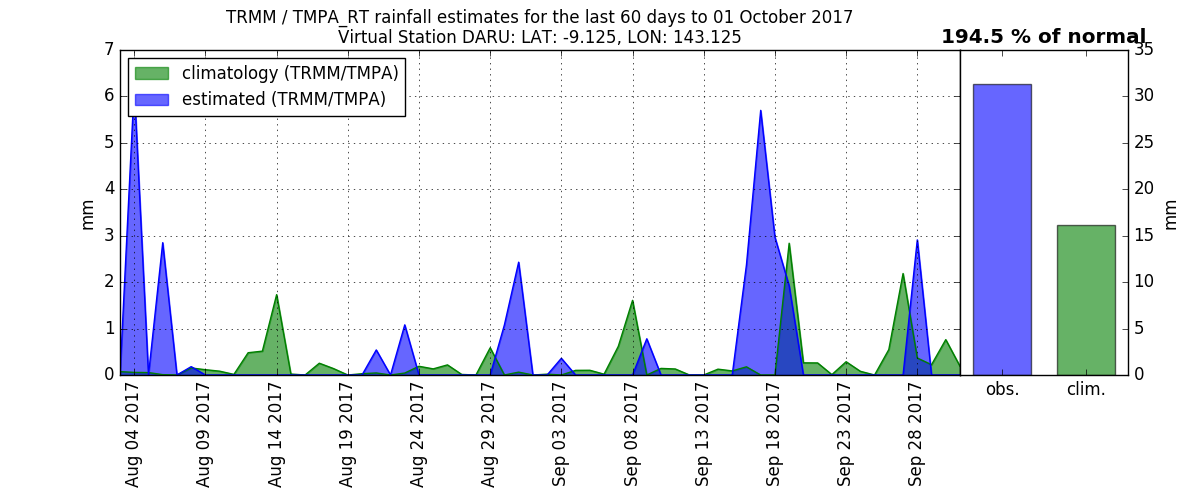 TRMM / TMPA_RT rainfall estimates for the last 60 days to 01 October 2017
Virtual Station DARU: LAT: -9.125, LON: 143.125
194.5 % of normal
climatology (TRMM/TMPA)
estimated (TRMM/TMPA)
7
6
5
4
3
2
1
0
mm
35
30
25
20
15
10
5
0
mm
Aug 04 2017
Aug 09 2017
Aug 14 2017
Aug 19 2017
Aug 24 2017
Aug 29 2017
Sep 03 2017
Sep 08 2017
Sep 13 2017
Sep 18 2017
Sep 23 2017
Sep 28 2017
obs.
clim.